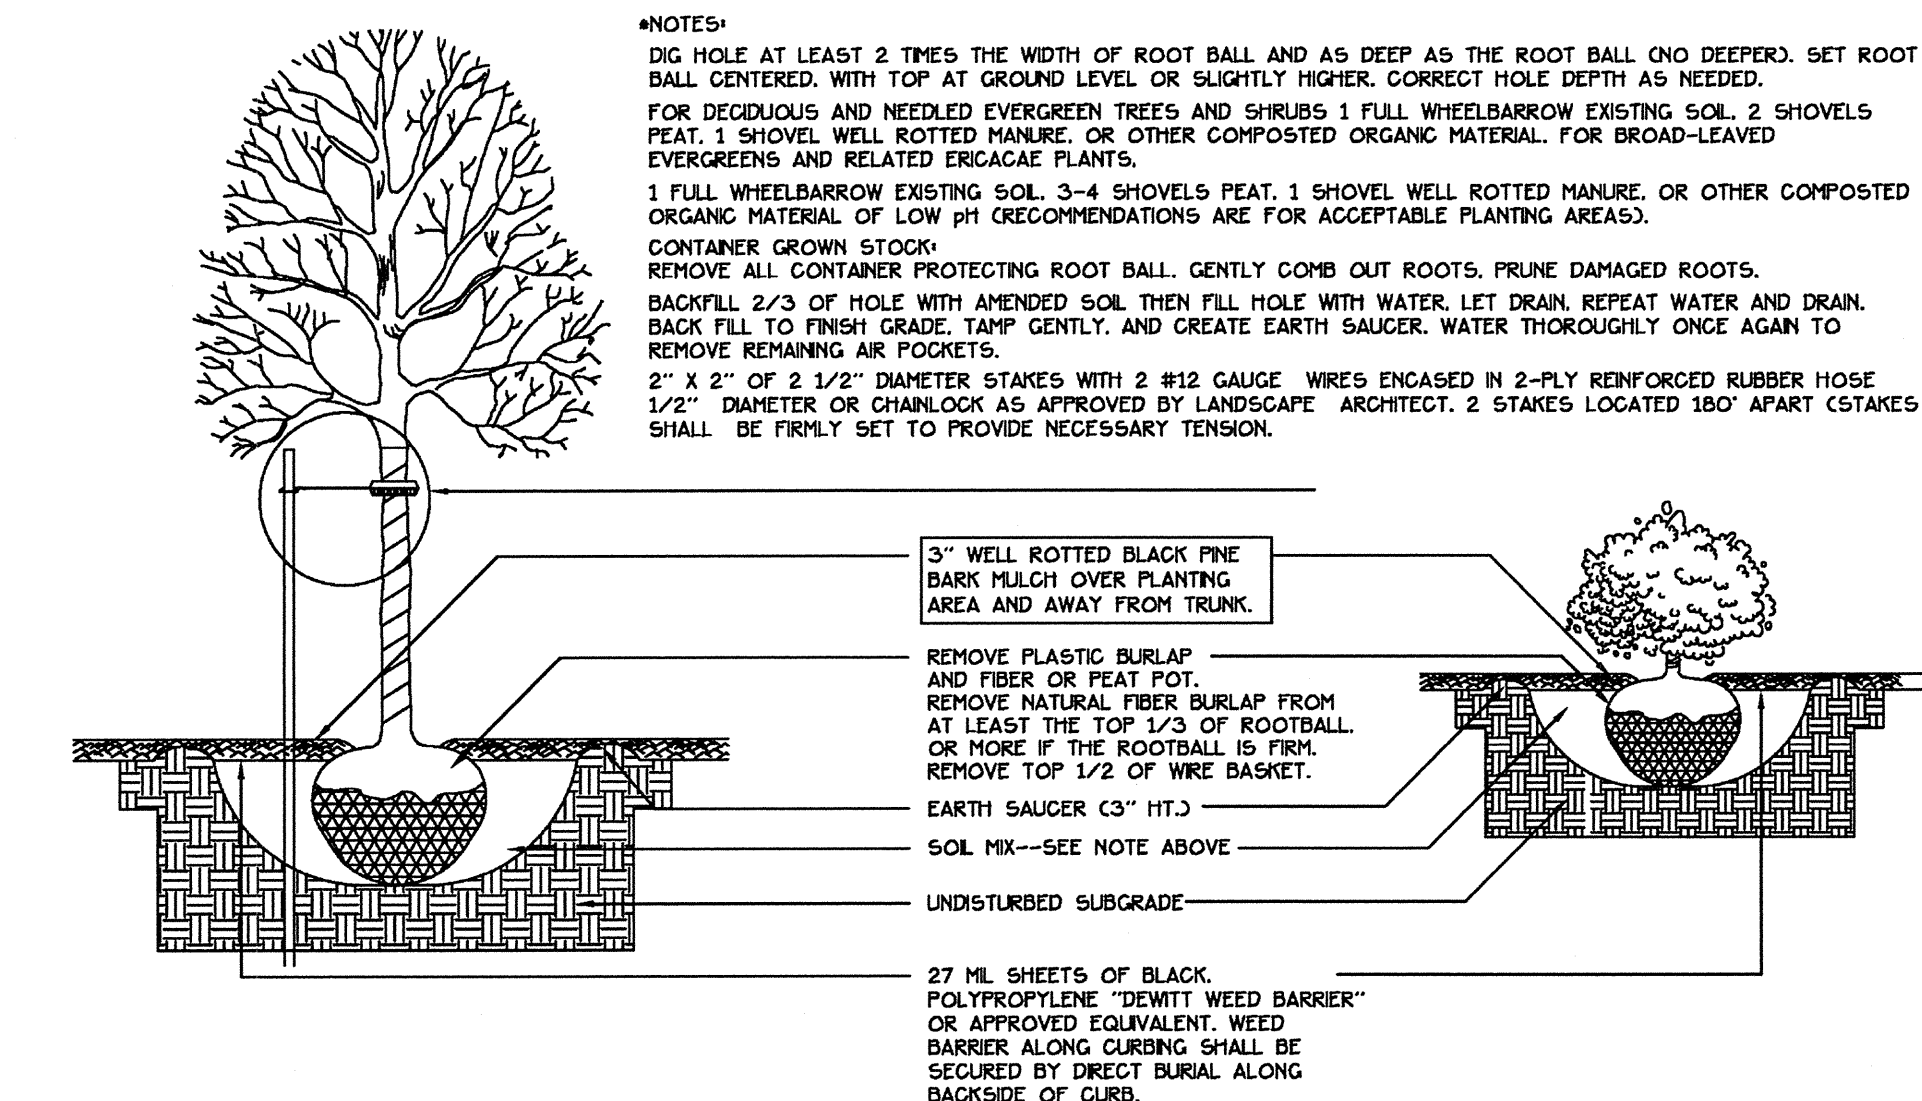 *NOTES:
DIG HOLE AT LEAST 2 TIMES THE WIDTH OF ROOT BALL AND AS DEEP AS THE ROOT BALL (NO DEEPER). SET ROOT
BALL CENTERED. WITH TOP AT GROUND LEVEL OR SLIGHTLY HIGHER. CORRECT HOLE DEPTH AS NEEDED.
FOR DECIDUOUS AND NEEDLED EVERGREEN TREES AND SHRUBS 1 FULL WHEELBARROW EXISTING SOIL. 2 SHOVELS
PEAT. 1 SHOVEL WELL ROTTED MANURE. OR OTHER COMPOSTED ORGANIC MATERIAL. FOR BROAD-LEAVED
EVERGREENS AND RELATED ERICACAE PLANTS.
1 FULL WHEELBARROW EXISTING SOIL. 3-4 SHOVELS PEAT. 1 SHOVEL WELL ROTTED MANURE. OR OTHER COMPOSTED
ORGANIC MATERIAL OF LOW pH (RECOMMENDATIONS ARE FOR ACCEPTABLE PLANTING AREAS).
CONTAINER GROWN STOCK:
REMOVE ALL CONTAINER PROTECTING ROOT BALL. GENTLY COMB OUT ROOTS. PRUNE DAMAGED ROOTS.
BACKFILL 2/3 OF HOLE WITH AMENDED SOIL THEN FILL HOLE WITH WATER. LET DRAIN. REPEAT WATER AND DRAIN.
BACK FILL TO FINISH GRADE. TAMP GENTLY. AND CREATE EARTH SAUCER. WATER THOROUGHLY ONCE AGAIN TO
REMOVE REMAINING AIR POCKETS.
2" X 2" OF 2 1/2" DIAMETER STAKES WITH 2 #12 GAUGE WIRES ENCASED IN 2-PLY REINFORCED RUBBER HOSE
1/2" DIAMETER OR CHAINLOCK AS APPROVED BY LANDSCAPE ARCHITECT. 2 STAKES LOCATED 180° APART (STAKES
SHALL BE FIRMLY SET TO PROVIDE NECESSARY TENSION.
3" WELL ROTTED BLACK PINE
BARK MULCH OVER PLANTING
AREA AND AWAY FROM TRUNK.
REMOVE PLASTIC BURLAP
AND FIBER OR PEAT POT.
REMOVE NATURAL FIBER BURLAP FROM
AT LEAST THE TOP 1/3 OF ROOTBALL.
OR MORE IF THE ROOTBALL IS FIRM.
REMOVE TOP 1/2 OF WIRE BASKET.
EARTH SAUCER (3" HT.)
SOIL MIX--SEE NOTE ABOVE
UNDISTURBED SUBGRADE
27 MIL SHEETS OF BLACK.
POLYPROPYLENE "DEWITT WEED BARRIER"
OR APPROVED EQUIVALENT. WEED
BARRIER ALONG CURBING SHALL BE
SECURED BY DIRECT BURIAL ALONG
BACKSIDE OF CURB.